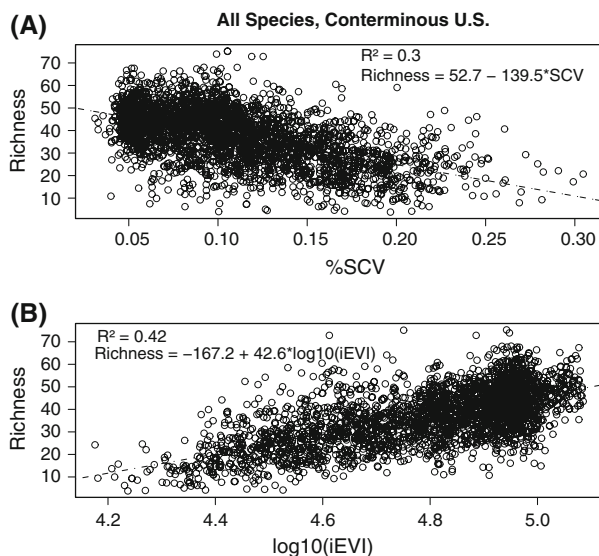 All Species, Conterminous U.S.
(A)
R² = 0.3
Richness = 52.7 − 139.5*SCV
Richness
70
60
50
40
30
20
10
0.05 0.10 0.15 0.20 0.25 0.30
%SCV
(B)
R² = 0.42
Richness = −167.2 + 42.6*log10(iEVI)
Richness
70
60
50
40
30
20
10
4.2 4.4 4.6 4.8 5.0
log10(iEVI)